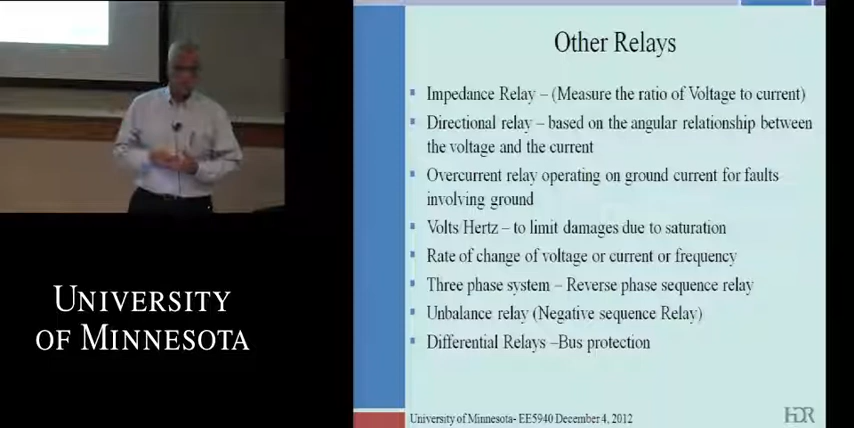 Other Relays
Impedance Relay – (Measure the ratio of Voltage to current)
Directional relay – based on the angular relationship between
the voltage and the current
Overcurrent relay operating on ground current for faults
involving ground
Volts Hertz – to limit damages due to saturation
Rate of change of voltage or current or frequency
Three phase system – Reverse phase sequence relay
Unbalance relay (Negative sequence Relay)
Differential Relays –Bus protection
University of Minnesota- EE5940 December 4, 2012
HDR
UNIVERSITY
OF MINNESOTA